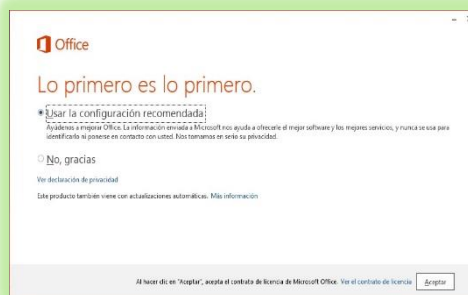 Office
Lo primero es lo primero.
Usar la configuración recomendada
Ayúdenos a mejorar Office. La información enviada a Microsoft nos ayuda a ofrecerle el mejor software y los mejores servicios, y nunca se usa para
identificarlo ni ponerse en contacto con usted. Nos tomamos en serio su privacidad.
No, gracias
Ver declaración de privacidad
Este producto también viene con actualizaciones automáticas. Más información
Al hacer clic en "Aceptar", acepta el contrato de licencia de Microsoft Office. Ver el contrato de licencia Aceptar